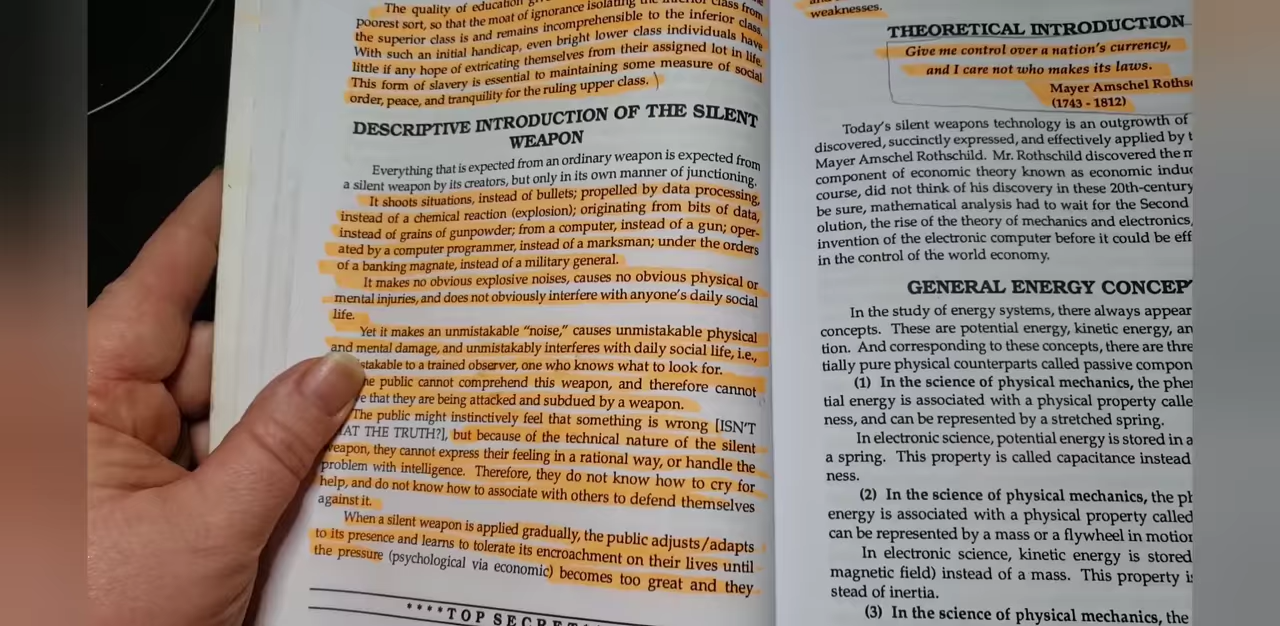 The quality of education
poorest sort, so that the moat of ignorance isolating the inferior class from
the superior class is and remains incomprehensible to the inferior class.
With such an initial handicap, even bright lower class individuals have
little if any hope of extricating themselves from their assigned lot in life.
This form of slavery is essential to maintaining some measure of social
order, peace, and tranquility for the ruling upper class. )
DESCRIPTIVE INTRODUCTION OF THE SILENT
WEAPON
Everything that is expected from an ordinary weapon is expected from
a silent weapon by its creators, but only in its own manner of junctioning.
It shoots situations, instead of bullets; propelled by data processing,
instead of a chemical reaction (explosion); originating from bits of data,
instead of grains of gunpowder; from a computer, instead of a gun; oper-
ated by a computer programmer, instead of a marksman; under the orders
of a banking magnate, instead of a military general.
It makes no obvious explosive noises, causes no obvious physical or
mental injuries, and does not obviously interfere with anyone's daily social
life.
Yet it makes an unmistakable "noise," causes unmistakable physical
and mental damage, and unmistakably interferes with daily social life, i.e.,
stakable to a trained observer, one who knows what to look for.
he public cannot comprehend this weapon, and therefore cannot
e that they are being attacked and subdued by a weapon.
The public might instinctively feel that something is wrong [ISN'T
AT THE TRUTH?], but because of the technical nature of the silent
weapon, they cannot express their feeling in a rational way, or handle the
problem with intelligence. Therefore, they do not know how to cry for
help, and do not know how to associate with others to defend themselves
against it.
When a silent weapon is applied gradually, the public adjusts/adapts
to its presence and learns to tolerate its encroachment on their lives until
the pressure (psychological via economic) becomes too great and they
****TOP SECRET
weaknesses.
THEORETICAL INTRODUCTION
Give me control over a nation's currency,
and I care not who makes its laws.
Mayer Amschel Roths
(1743 - 1812)
Today's silent weapons technology is an outgrowth of
discovered, succinctly expressed, and effectively applied by t
Mayer Amschel Rothschild. Mr. Rothschild discovered the m
component of economic theory known as economic induc
course, did not think of his discovery in these 20th-century
be sure, mathematical analysis had to wait for the Second
olution, the rise of the theory of mechanics and electronics,
invention of the electronic computer before it could be eff
in the control of the world economy.
GENERAL ENERGY CONCEP
In the study of energy systems, there always appear
concepts. These are potential energy, kinetic energy, an
tion. And corresponding to these concepts, there are thre
tially pure physical counterparts called passive compon
(1) In the science of physical mechanics, the phe
tial energy is associated with a physical property calle
ness, and can be represented by a stretched spring.
In electronic science, potential energy is stored in a
a spring. This property is called capacitance instead
ness.
(2) In the science of physical mechanics, the ph
energy is associated with a physical property called
can be represented by a mass or a flywheel in motion
In electronic science, kinetic energy is stored
magnetic field) instead of a mass. This property is
stead of inertia.
(3) In the science of physical mechanics, the